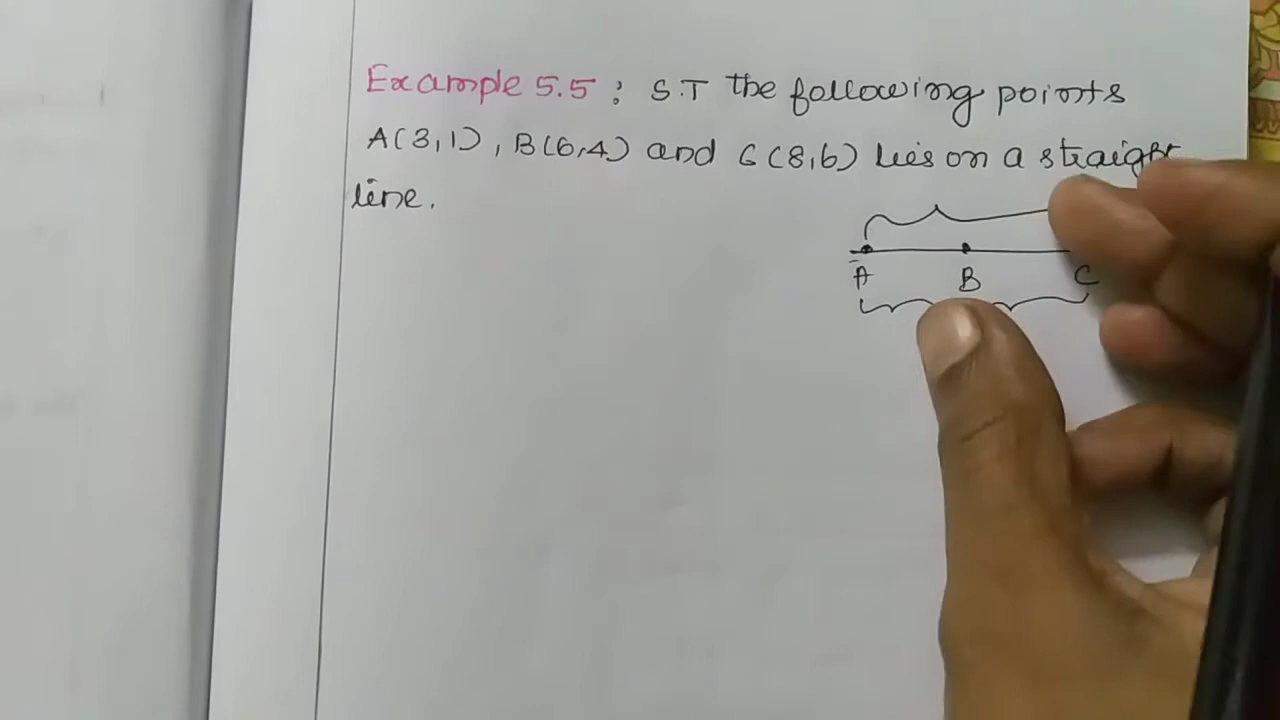 Example 5.5 : S.T the following points
A(3,1), B(6,4) and C(8,6) lies on a straight
line.
A B C